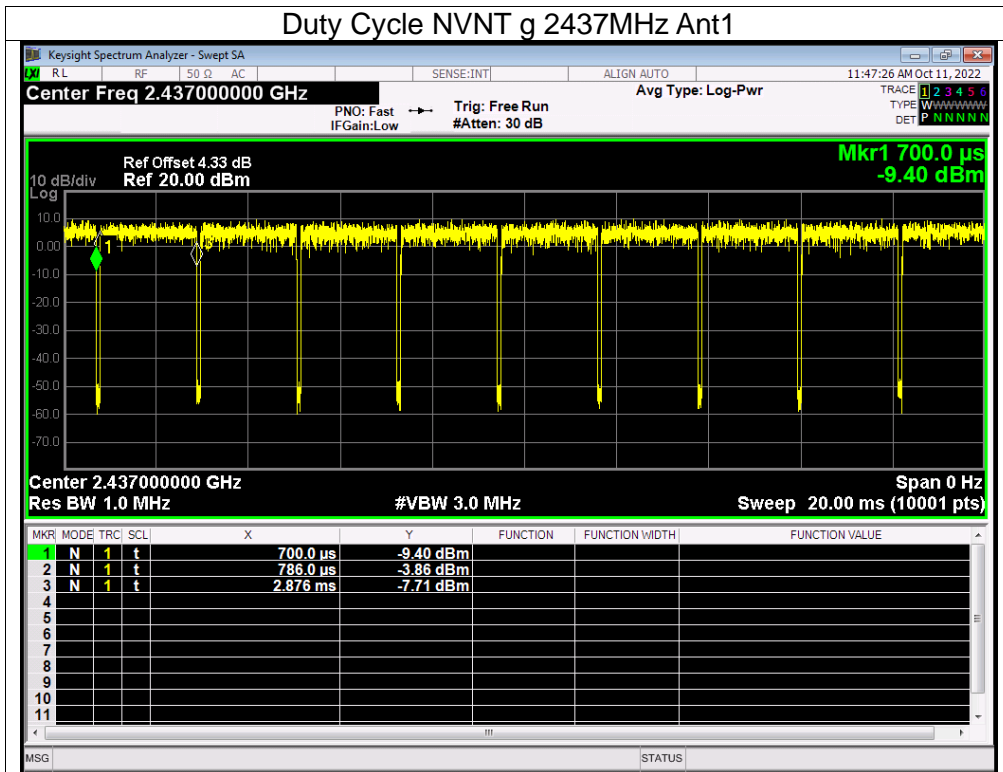 Duty Cycle NVNT g 2437MHz Ant1
Keysight Spectrum Analyzer - Swept SA
LXI RL RF 50 Ω AC SENSE:INT ALIGN AUTO 11:47:26 AM Oct 11, 2022
Center Freq 2.437000000 GHz
PNO: Fast
IFGain:Low
Trig: Free Run
#Atten: 30 dB
Avg Type: Log-Pwr
TRACE 1 2 3 4 5 6
TYPE WWWWWW
DET P N N N N N
Mkr1 700.0 µs
-9.40 dBm
Ref Offset 4.33 dB
10 dB/div Ref 20.00 dBm
Log
10.0
0.00
-10.0
-20.0
-30.0
-40.0
-50.0
-60.0
-70.0
1
Center 2.437000000 GHz Span 0 Hz
Res BW 1.0 MHz #VBW 3.0 MHz Sweep 20.00 ms (10001 pts)
MKR MODE TRC SCL X Y FUNCTION FUNCTION WIDTH FUNCTION VALUE
1 N 1 t 700.0 µs -9.40 dBm
2 N 1 t 786.0 µs -3.86 dBm
3 N 1 t 2.876 ms -7.71 dBm
4
5
6
7
8
9
10
11
MSG STATUS